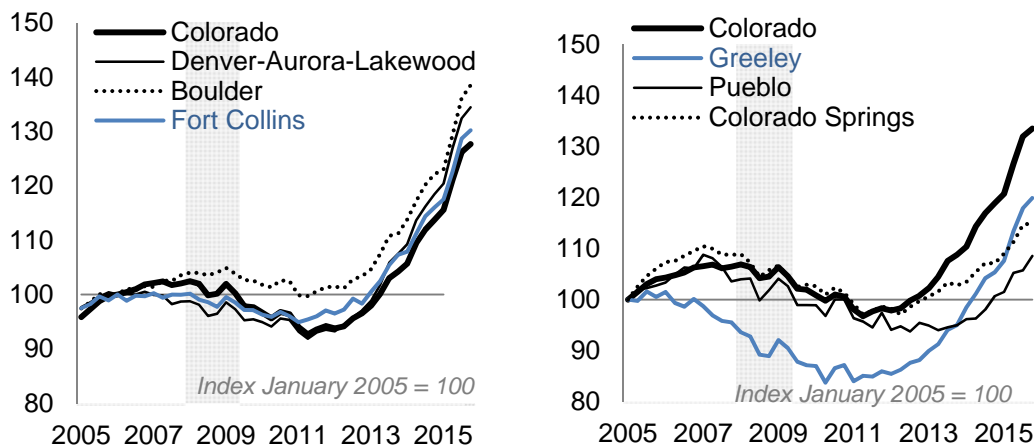 150
140
130
120
110
100
90
80
Colorado
Denver-Aurora-Lakewood
Boulder
Fort Collins
Index January 2005 = 100
2005 2007 2009 2011 2013 2015
150
140
130
120
110
100
90
80
Colorado
Greeley
Pueblo
Colorado Springs
Index January 2005 = 100
2005 2007 2009 2011 2013 2015